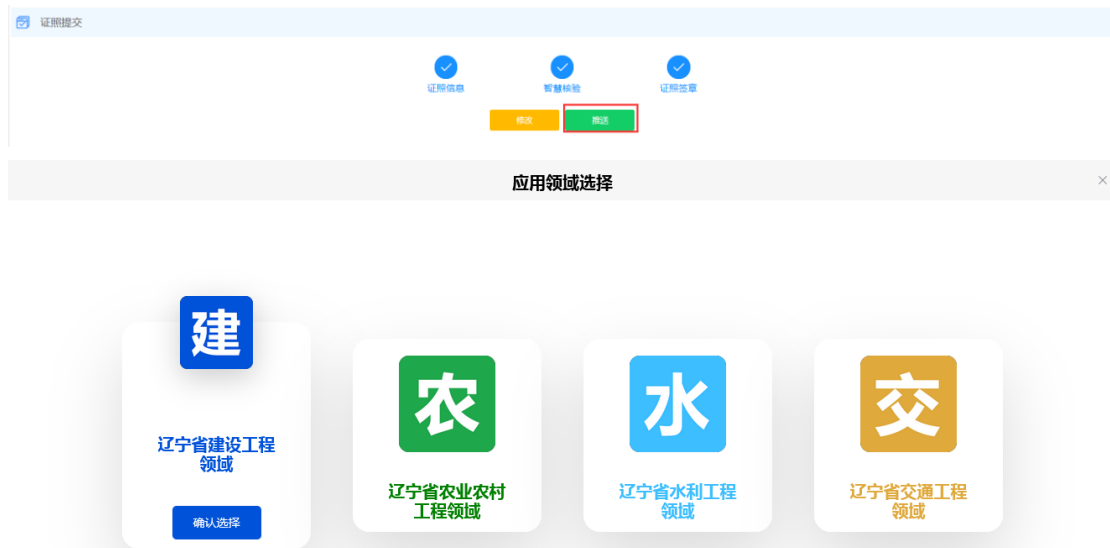 证照提交
证照信息 智慧核验 证照签章
修改 推送
应用领域选择
建
辽宁省建设工程
领域
确认选择
农
辽宁省农业农村
工程领域
水
辽宁省水利工程
领域
交
辽宁省交通工程
领域